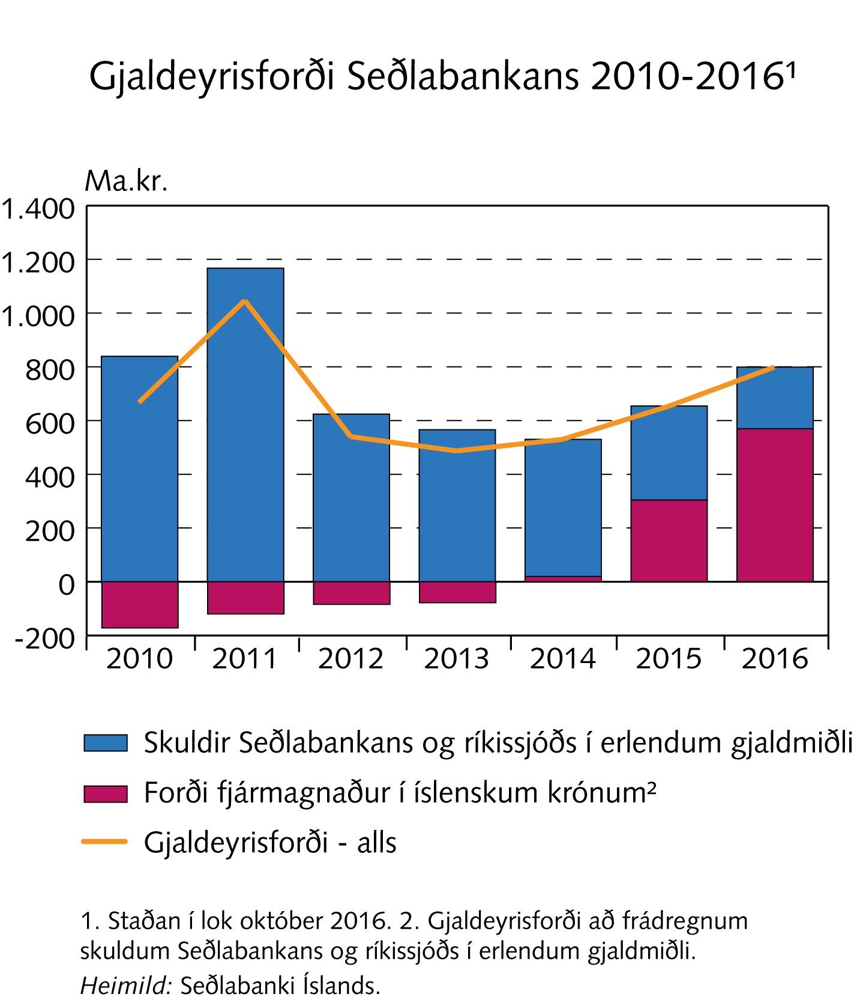 Gjaldeyrisforði Seðlabankans 2010-2016¹
Ma.kr.
1.400
1.200
1.000
800
600
400
200
0
-200
2010 2011 2012 2013 2014 2015 2016
Skuldir Seðlabankans og ríkissjóðs í erlendum gjaldmiðli
Forði fjármagnaður í íslenskum krónum²
Gjaldeyrisforði - alls
1. Staðan í lok október 2016. 2. Gjaldeyrisforði að frádregnum
skuldum Seðlabankans og ríkissjóðs í erlendum gjaldmiðli.
Heimild: Seðlabanki Íslands.